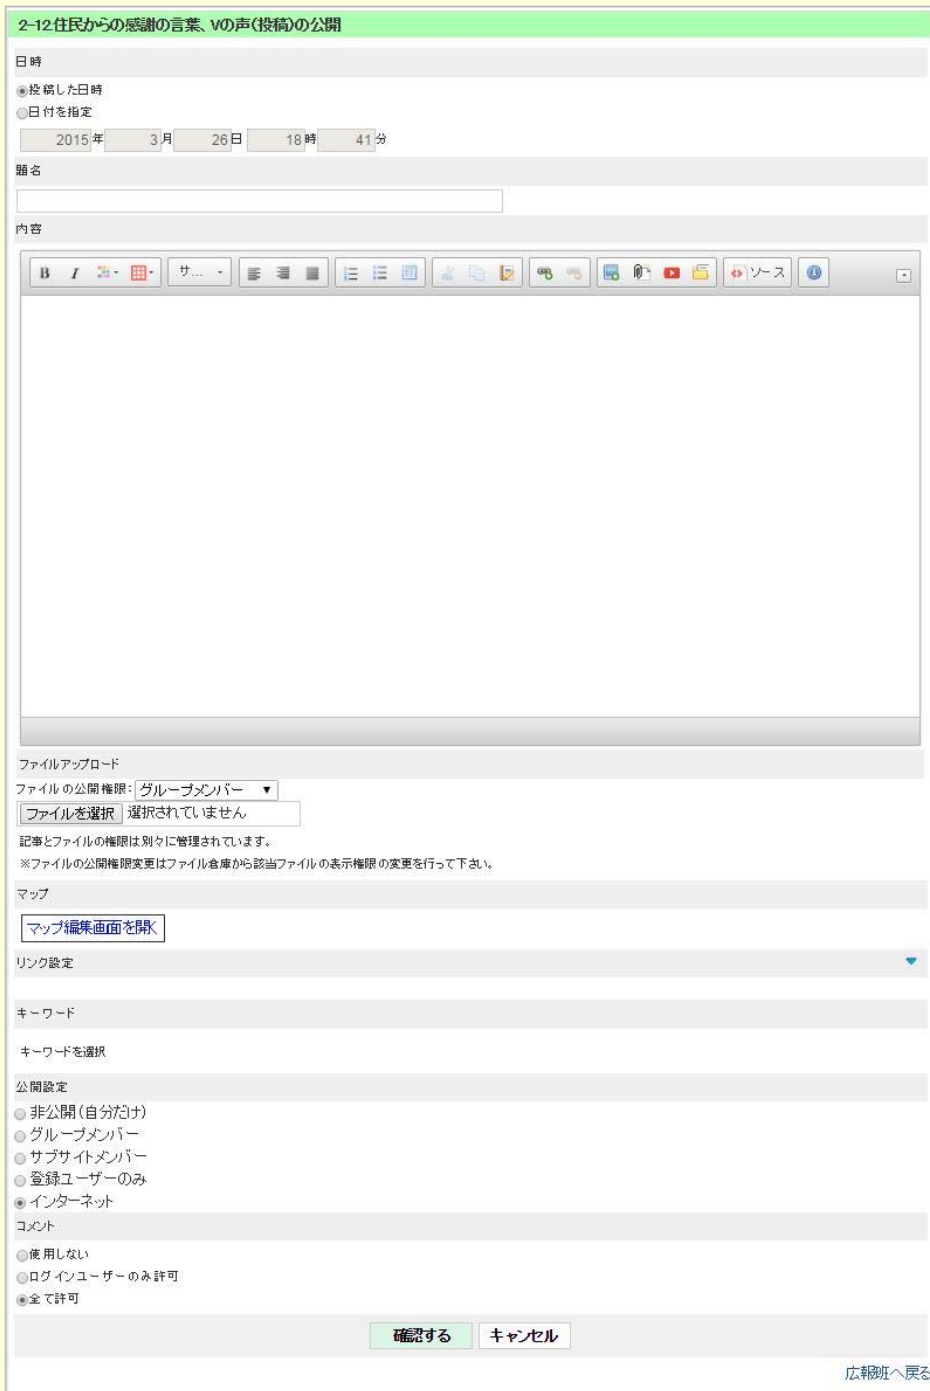 2-12.住民からの感謝の言葉、Vの声(投稿)の公開
日時
投稿した日時
日付を指定
2015年 3月 26日 18時 41分
題名
内容
B I サ... ソース
ファイルアップロード
ファイルの公開権限: グループメンバー
ファイルを選択 選択されていません
記事とファイルの権限は別々に管理されています。
※ファイルの公開権限変更はファイル倉庫から該当ファイルの表示権限の変更を行って下さい。
マップ
マップ編集画面を開く
リンク設定
キーワード
キーワードを選択
公開設定
非公開(自分だけ)
グループメンバー
サブサイトメンバー
登録ユーザーのみ
インターネット
コメント
使用しない
ログインユーザーのみ許可
全て許可
確認する キャンセル
広報班へ戻る